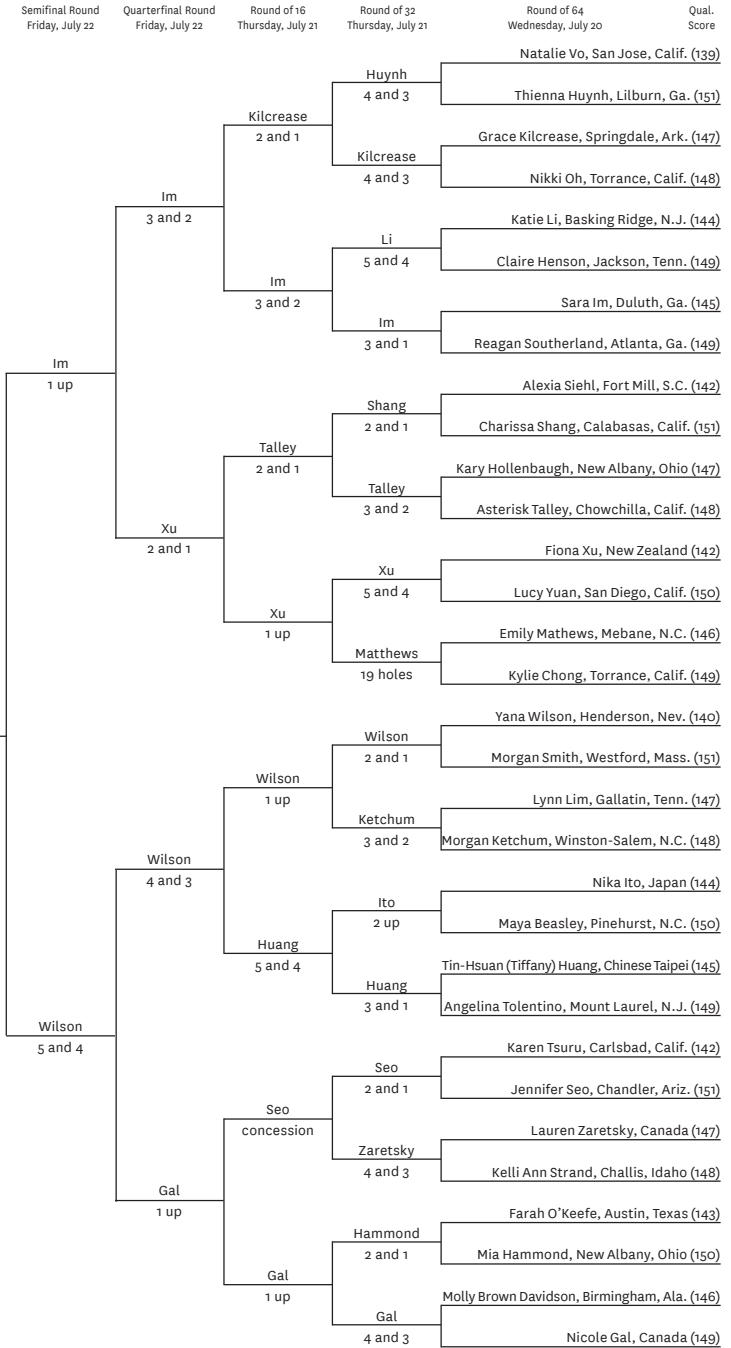 Semifinal Round
Friday, July 22
Quarterfinal Round
Friday, July 22
Round of 16
Thursday, July 21
Round of 32
Thursday, July 21
Round of 64
Wednesday, July 20
Qual.
Score
Natalie Vo, San Jose, Calif. (139)
Huynh
4 and 3
Thienna Huynh, Lilburn, Ga. (151)
Kilcrease
2 and 1
Grace Kilcrease, Springdale, Ark. (147)
Kilcrease
4 and 3
Nikki Oh, Torrance, Calif. (148)
Im
3 and 2
Katie Li, Basking Ridge, N.J. (144)
Li
5 and 4
Claire Henson, Jackson, Tenn. (149)
Im
3 and 2
Sara Im, Duluth, Ga. (145)
Im
3 and 1
Reagan Southerland, Atlanta, Ga. (149)
Im
1 up
Alexia Siehl, Fort Mill, S.C. (142)
Shang
2 and 1
Charissa Shang, Calabasas, Calif. (151)
Talley
2 and 1
Kary Hollenbaugh, New Albany, Ohio (147)
Talley
3 and 2
Asterisk Talley, Chowchilla, Calif. (148)
Xu
2 and 1
Fiona Xu, New Zealand (142)
Xu
5 and 4
Lucy Yuan, San Diego, Calif. (150)
Xu
1 up
Emily Mathews, Mebane, N.C. (146)
Matthews
19 holes
Kylie Chong, Torrance, Calif. (149)
Yana Wilson, Henderson, Nev. (140)
Wilson
2 and 1
Morgan Smith, Westford, Mass. (151)
Wilson
1 up
Lynn Lim, Gallatin, Tenn. (147)
Ketchum
3 and 2
Morgan Ketchum, Winston-Salem, N.C. (148)
Wilson
4 and 3
Nika Ito, Japan (144)
Ito
2 up
Maya Beasley, Pinehurst, N.C. (150)
Huang
5 and 4
Tin-Hsuan (Tiffany) Huang, Chinese Taipei (145)
Huang
3 and 1
Angelina Tolentino, Mount Laurel, N.J. (149)
Wilson
5 and 4
Karen Tsuru, Carlsbad, Calif. (142)
Seo
2 and 1
Jennifer Seo, Chandler, Ariz. (151)
Seo
concession
Lauren Zaretsky, Canada (147)
Zaretsky
4 and 3
Kelli Ann Strand, Challis, Idaho (148)
Gal
1 up
Farah O’Keefe, Austin, Texas (143)
Hammond
2 and 1
Mia Hammond, New Albany, Ohio (150)
Gal
1 up
Molly Brown Davidson, Birmingham, Ala. (146)
Gal
4 and 3
Nicole Gal, Canada (149)